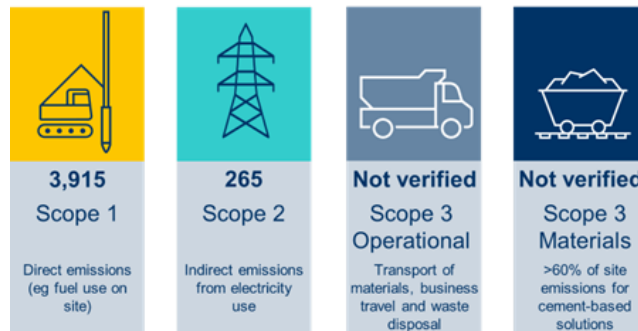 3,915
Scope 1
Direct emissions
(eg fuel use on
site)
265
Scope 2
Indirect emissions
from electricity
use
Not verified
Scope 3
Operational
Transport of
materials, business
travel and waste
disposal
Not verified
Scope 3
Materials
>60% of site
emissions for
cement-based
solutions